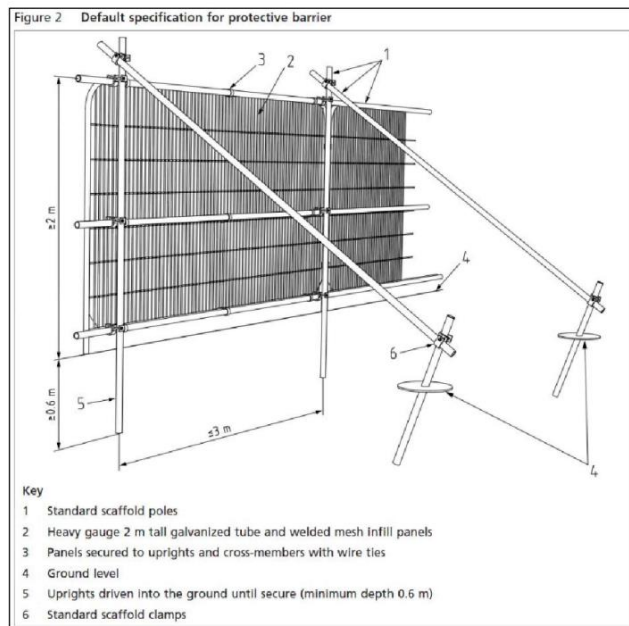 Figure 2 Default specification for protective barrier
3
2
1
≥2 m
4
6
≥0.6 m
5
≤3 m
4
Key
1 Standard scaffold poles
2 Heavy gauge 2 m tall galvanized tube and welded mesh infill panels
3 Panels secured to uprights and cross-members with wire ties
4 Ground level
5 Uprights driven into the ground until secure (minimum depth 0.6 m)
6 Standard scaffold clamps